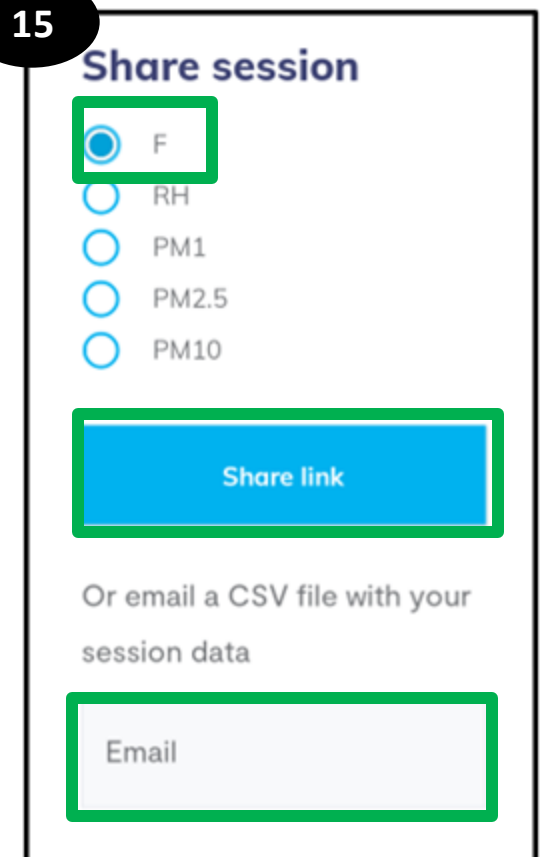 15
Share session
F
RH
PM1
PM2.5
PM10
Share link
Or email a CSV file with your
session data
Email